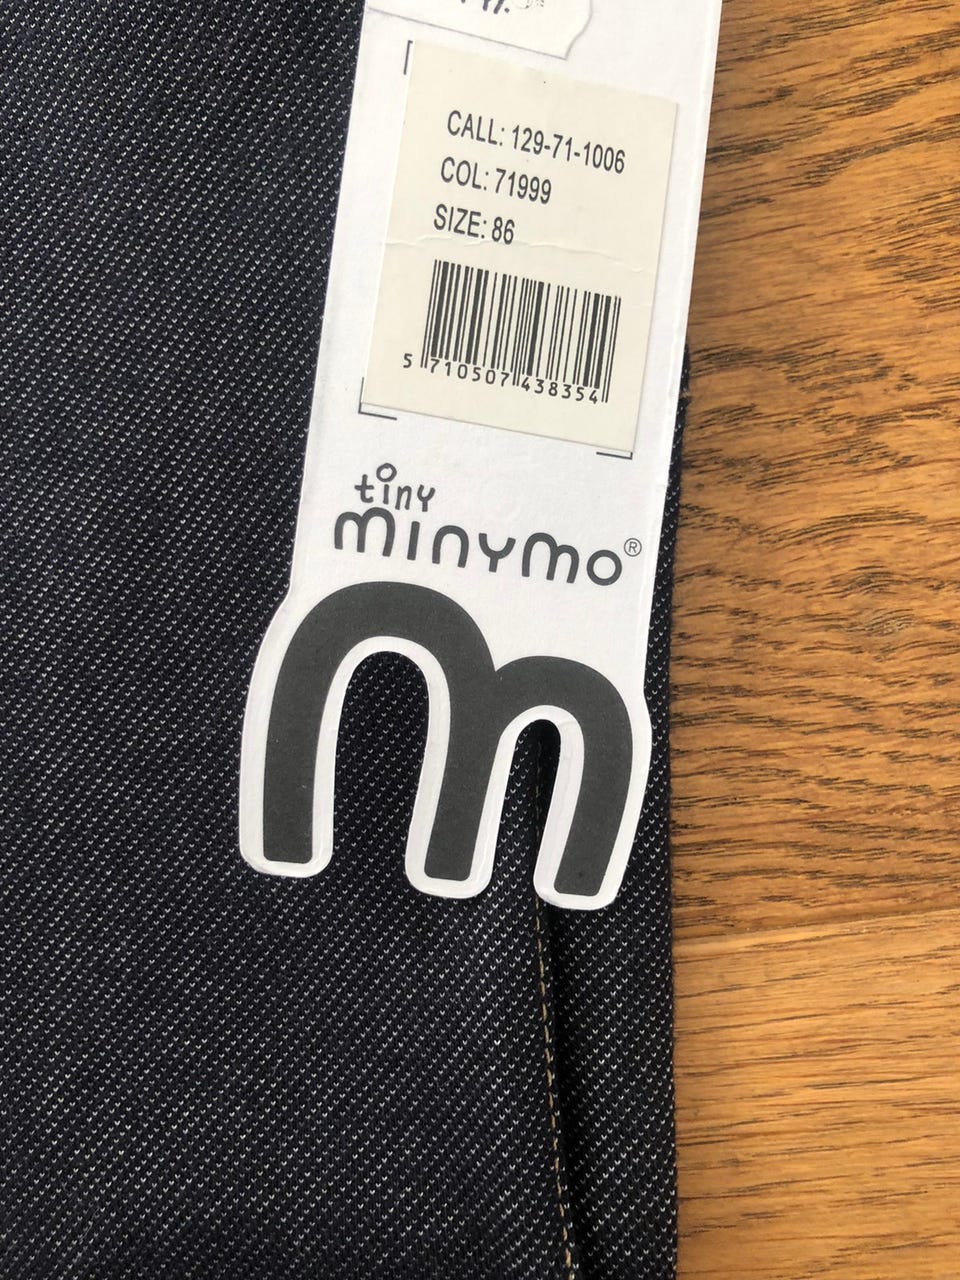 CALL: 129-71-1006
COL: 71999
SIZE: 86
5 710507 438354
tiny
minymo®
m